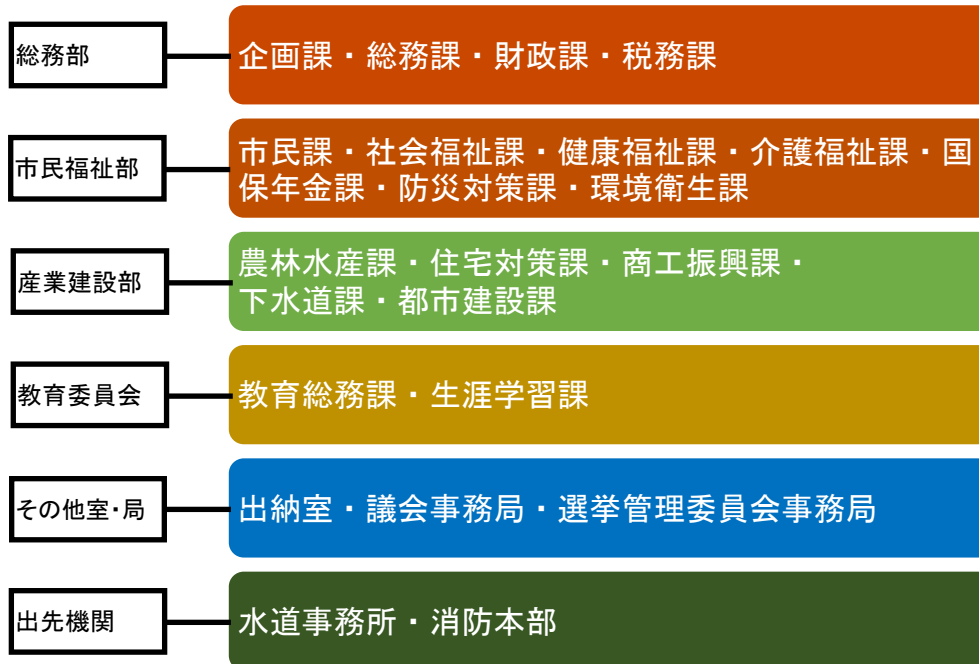 総務部
企画課・総務課・財政課・税務課
市民福祉部
市民課・社会福祉課・健康福祉課・介護福祉課・国
保年金課・防災対策課・環境衛生課
産業建設部
農林水産課・住宅対策課・商工振興課・
下水道課・都市建設課
教育委員会
教育総務課・生涯学習課
その他室・局
出納室・議会事務局・選挙管理委員会事務局
出先機関
水道事務所・消防本部